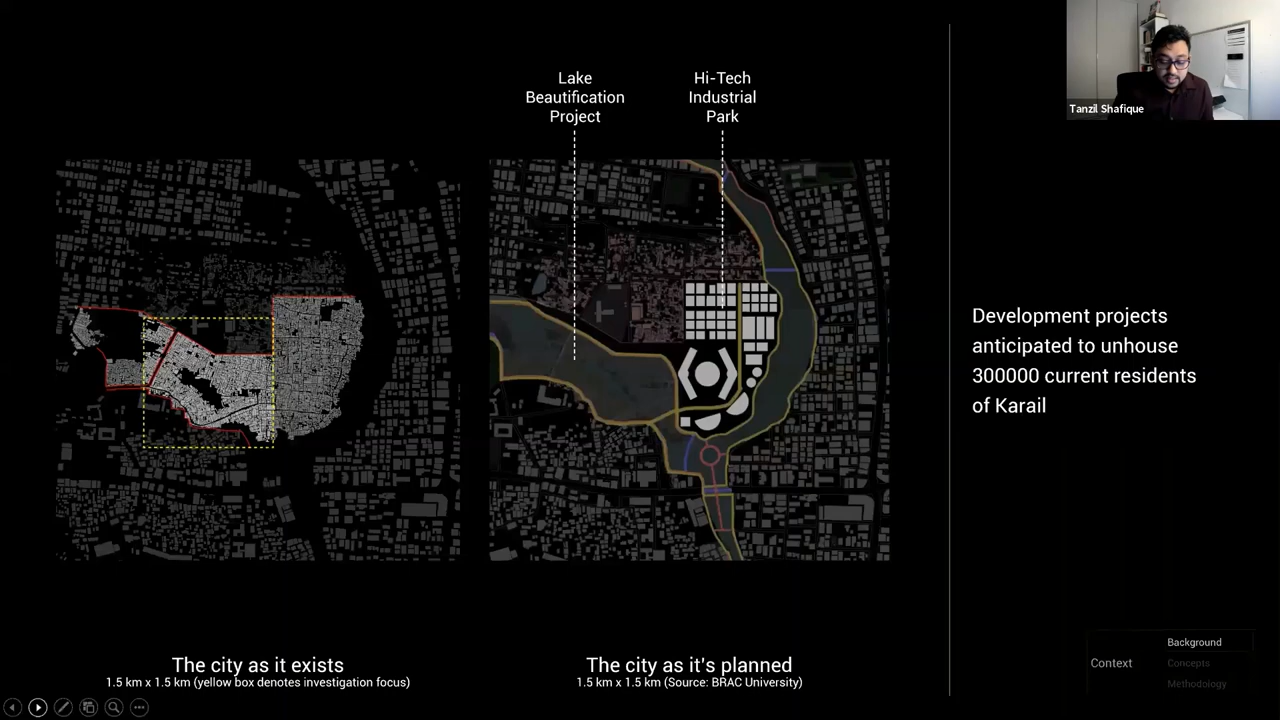 Tanzil Shafique
Lake
Beautification
Project
Hi-Tech
Industrial
Park
Development projects
anticipated to unhouse
300000 current residents
of Karail
The city as it exists
1.5 km x 1.5 km (yellow box denotes investigation focus)
The city as it's planned
1.5 km x 1.5 km (Source: BRAC University)
Context
Background
Concepts
Methodology